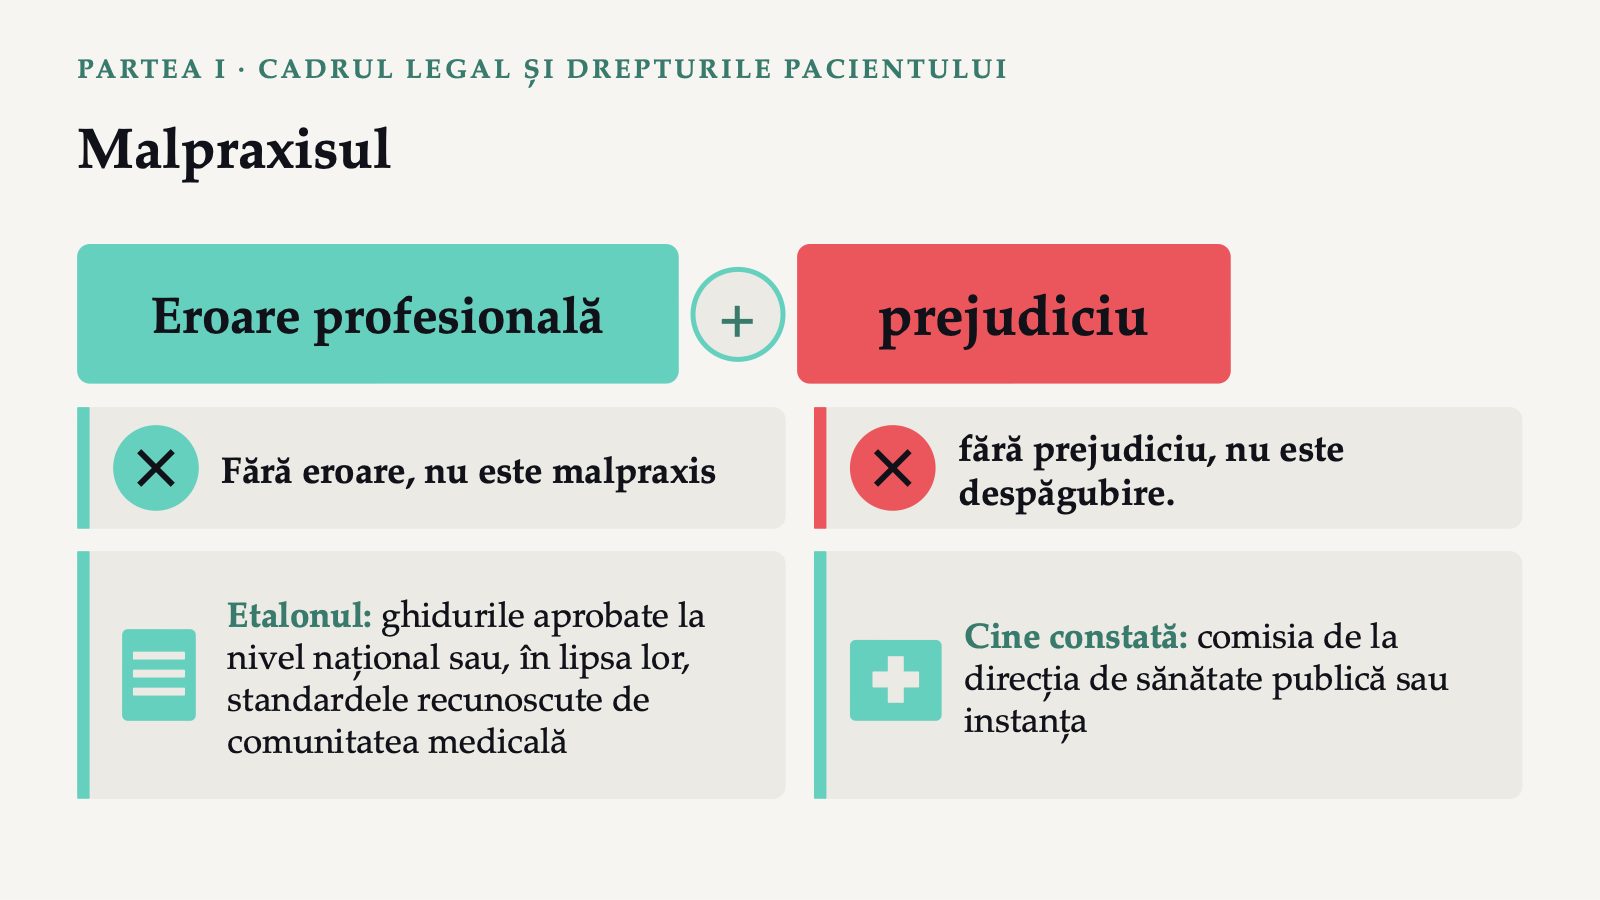 PARTEA I · CADRUL LEGAL ȘI DREPTURILE PACIENTULUI
Malpraxisul
Eroare profesională
+
prejudiciu
Fără eroare, nu este malpraxis
fără prejudiciu, nu este
despăgubire.
Etalonul: ghidurile aprobate la
nivel național sau, în lipsa lor,
standardele recunoscute de
comunitatea medicală
Cine constată: comisia de la
direcția de sănătate publică sau
instanța